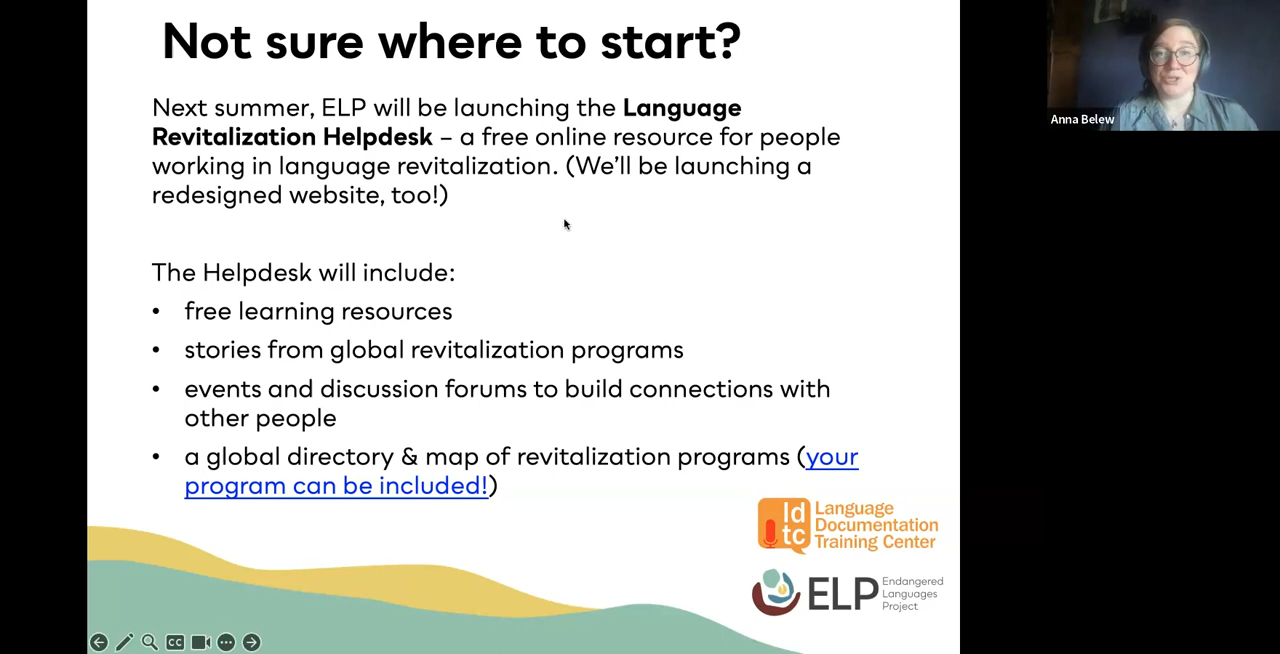 Not sure where to start?
Next summer, ELP will be launching the Language
Revitalization Helpdesk – a free online resource for people
working in language revitalization. (We’ll be launching a
redesigned website, too!)
The Helpdesk will include:
• free learning resources
• stories from global revitalization programs
• events and discussion forums to build connections with
other people
• a global directory & map of revitalization programs (your
program can be included!)
ld
tc
Language
Documentation
Training Center
ELP
Endangered
Languages
Project
CC
Anna Belew